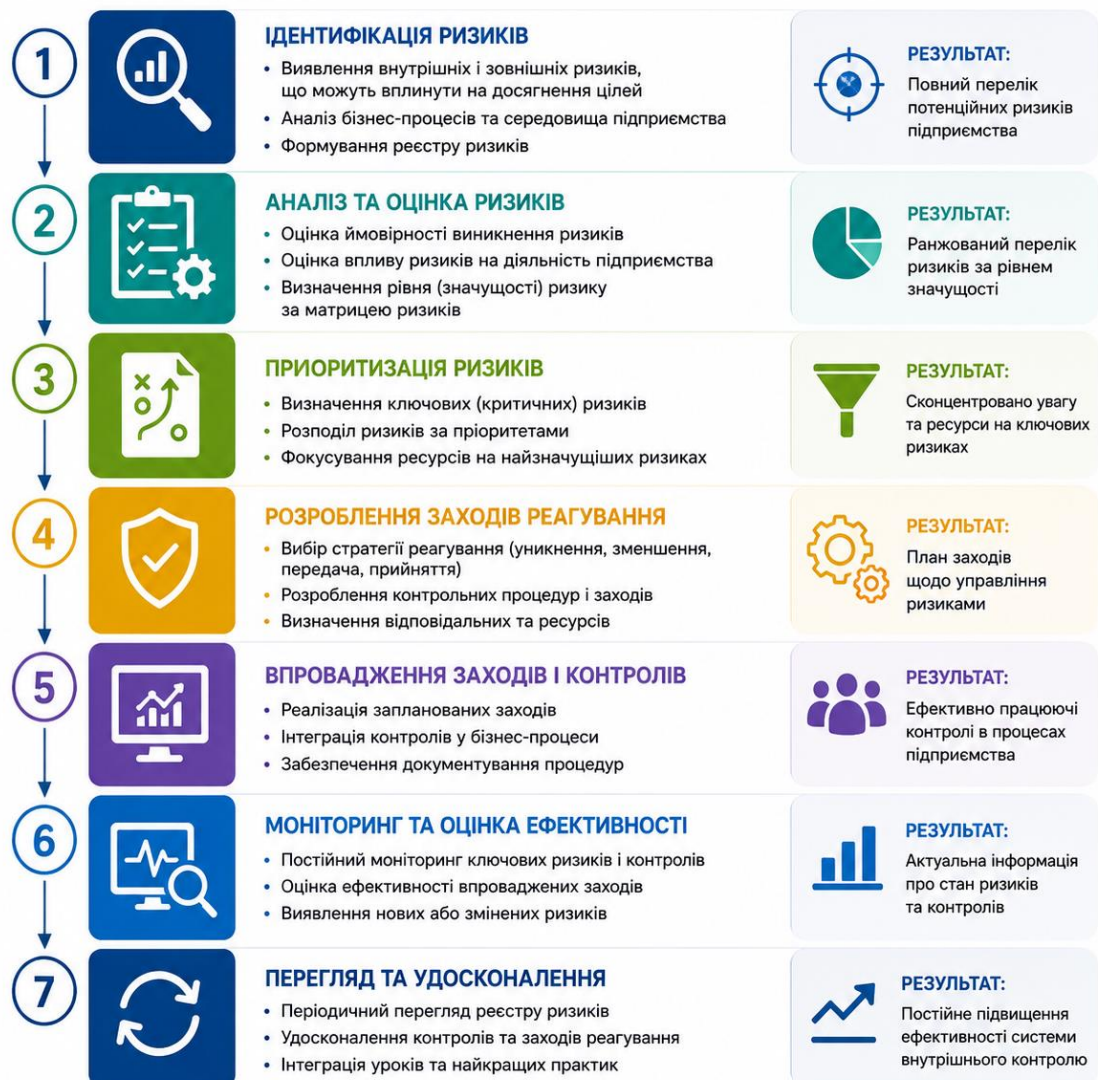 1
ІДЕНТИФІКАЦІЯ РИЗИКІВ
• Виявлення внутрішніх і зовнішніх ризиків,
що можуть вплинути на досягнення цілей
• Аналіз бізнес-процесів та середовища підприємства
• Формування реєстру ризиків
РЕЗУЛЬТАТ:
Повний перелік
потенційних ризиків
підприємства
2
АНАЛІЗ ТА ОЦІНКА РИЗИКІВ
• Оцінка ймовірності виникнення ризиків
• Оцінка впливу ризиків на діяльність підприємства
• Визначення рівня (значущості) ризику
за матрицею ризиків
РЕЗУЛЬТАТ:
Ранжований перелік
ризиків за рівнем
значущості
3
ПРИОРИТИЗАЦІЯ РИЗИКІВ
• Визначення ключових (критичних) ризиків
• Розподіл ризиків за пріоритетами
• Фокусування ресурсів на найзначущіших ризиках
РЕЗУЛЬТАТ:
Сконцентровано увагу
та ресурси на ключових
ризиках
4
РОЗРОБЛЕННЯ ЗАХОДІВ РЕАГУВАННЯ
• Вибір стратегії реагування (уникнення, зменшення,
передача, прийняття)
• Розроблення контрольних процедур і заходів
• Визначення відповідальних та ресурсів
РЕЗУЛЬТАТ:
План заходів
щодо управління
ризиками
5
ВПРОВАДЖЕННЯ ЗАХОДІВ І КОНТРОЛІВ
• Реалізація запланованих заходів
• Інтеграція контролів у бізнес-процеси
• Забезпечення документування процедур
РЕЗУЛЬТАТ:
Ефективно працюючі
контролі в процесах
підприємства
6
МОНІТОРИНГ ТА ОЦІНКА ЕФЕКТИВНОСТІ
• Постійний моніторинг ключових ризиків і контролів
• Оцінка ефективності впроваджених заходів
• Виявлення нових або змінених ризиків
РЕЗУЛЬТАТ:
Актуальна інформація
про стан ризиків
та контролів
7
ПЕРЕГЛЯД ТА УДОСКОНАЛЕННЯ
• Періодичний перегляд реєстру ризиків
• Удосконалення контролів та заходів реагування
• Інтеграція уроків та найкращих практик
РЕЗУЛЬТАТ:
Постійне підвищення
ефективності системи
внутрішнього контролю